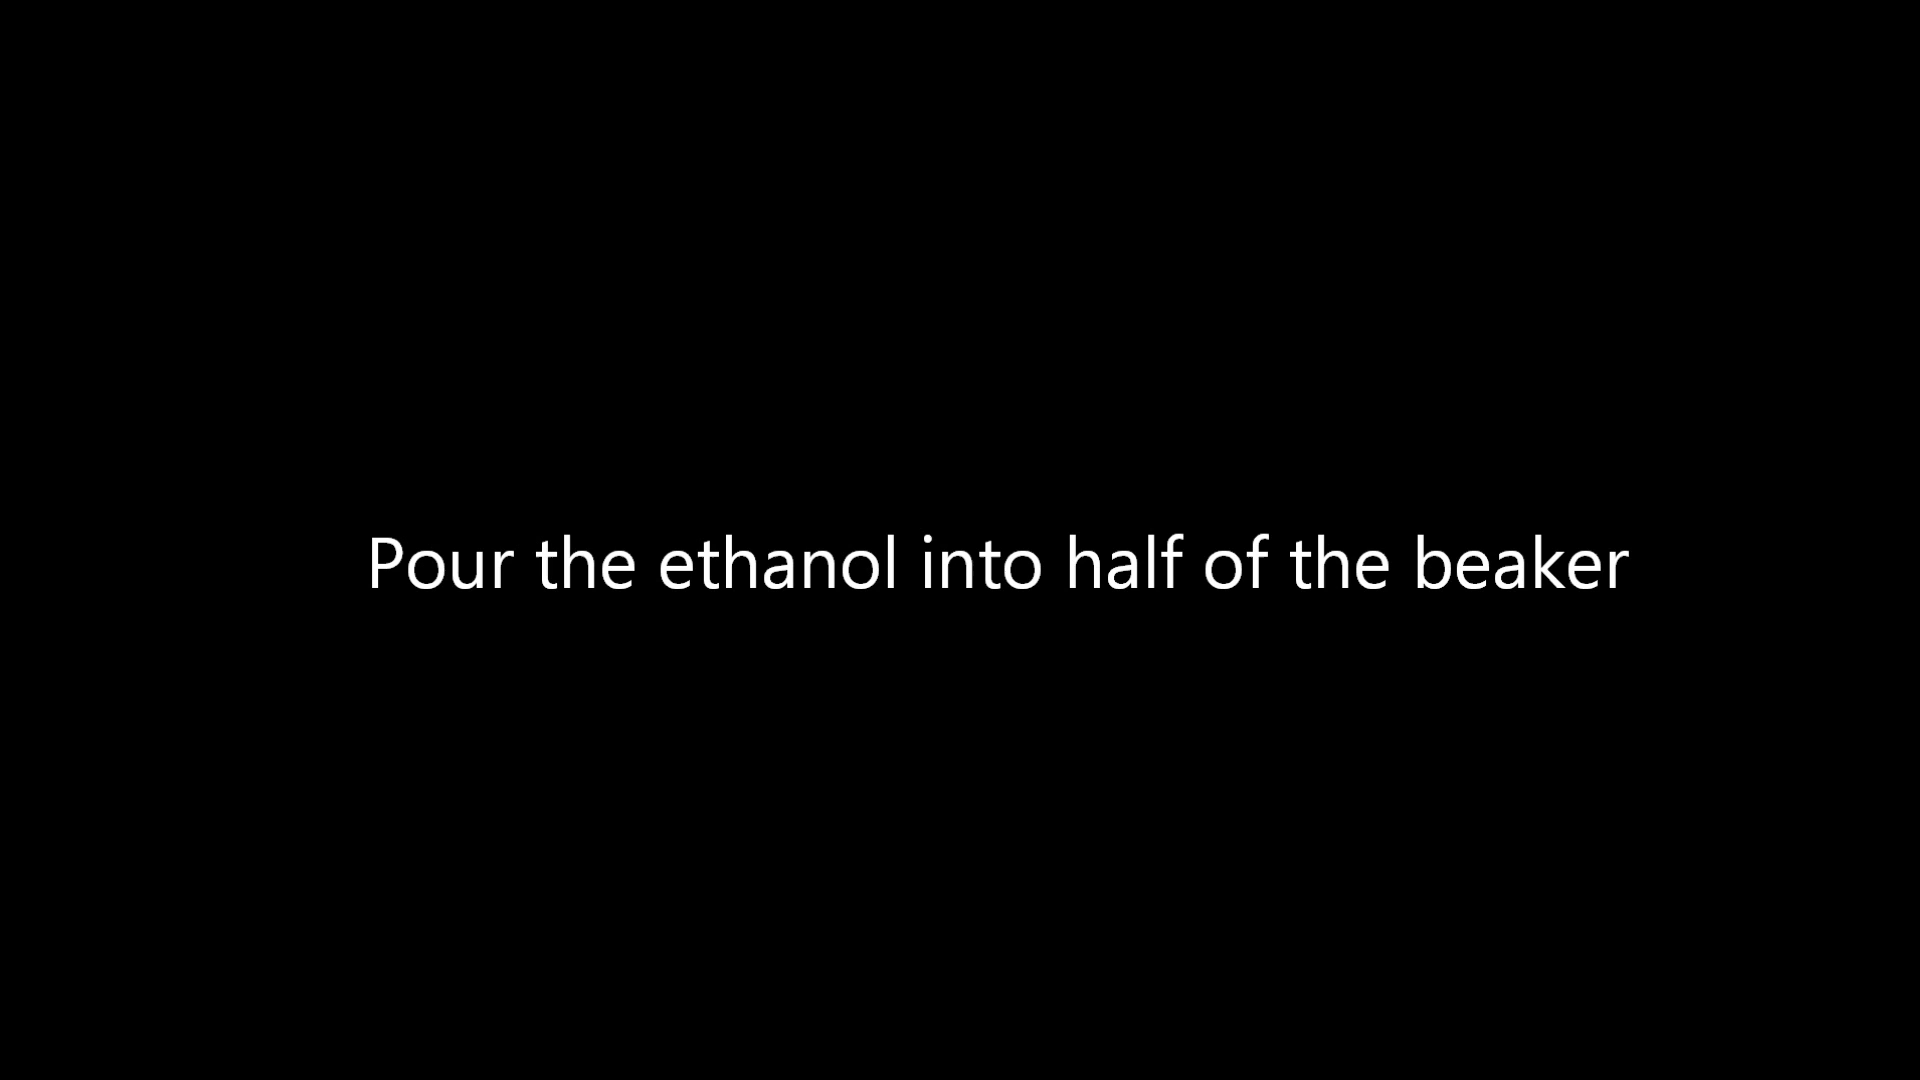 Pour the ethanol into half of the beaker